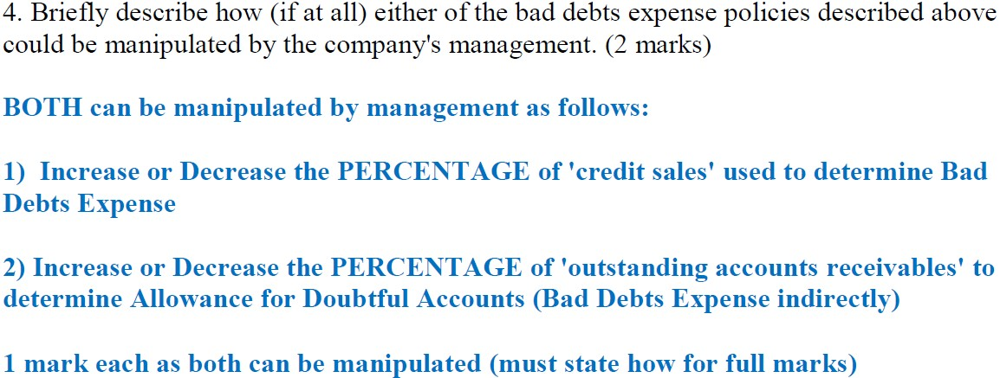 4. Briefly describe how (if at all) either of the bad debts expense policies described above
could be manipulated by the company's management. (2 marks)
BOTH can be manipulated by management as follows:
1) Increase or Decrease the PERCENTAGE of 'credit sales' used to determine Bad
Debts Expense
2) Increase or Decrease the PERCENTAGE of 'outstanding accounts receivables' to
determine Allowance for Doubtful Accounts (Bad Debts Expense indirectly)
1 mark each as both can be manipulated (must state how for full marks)